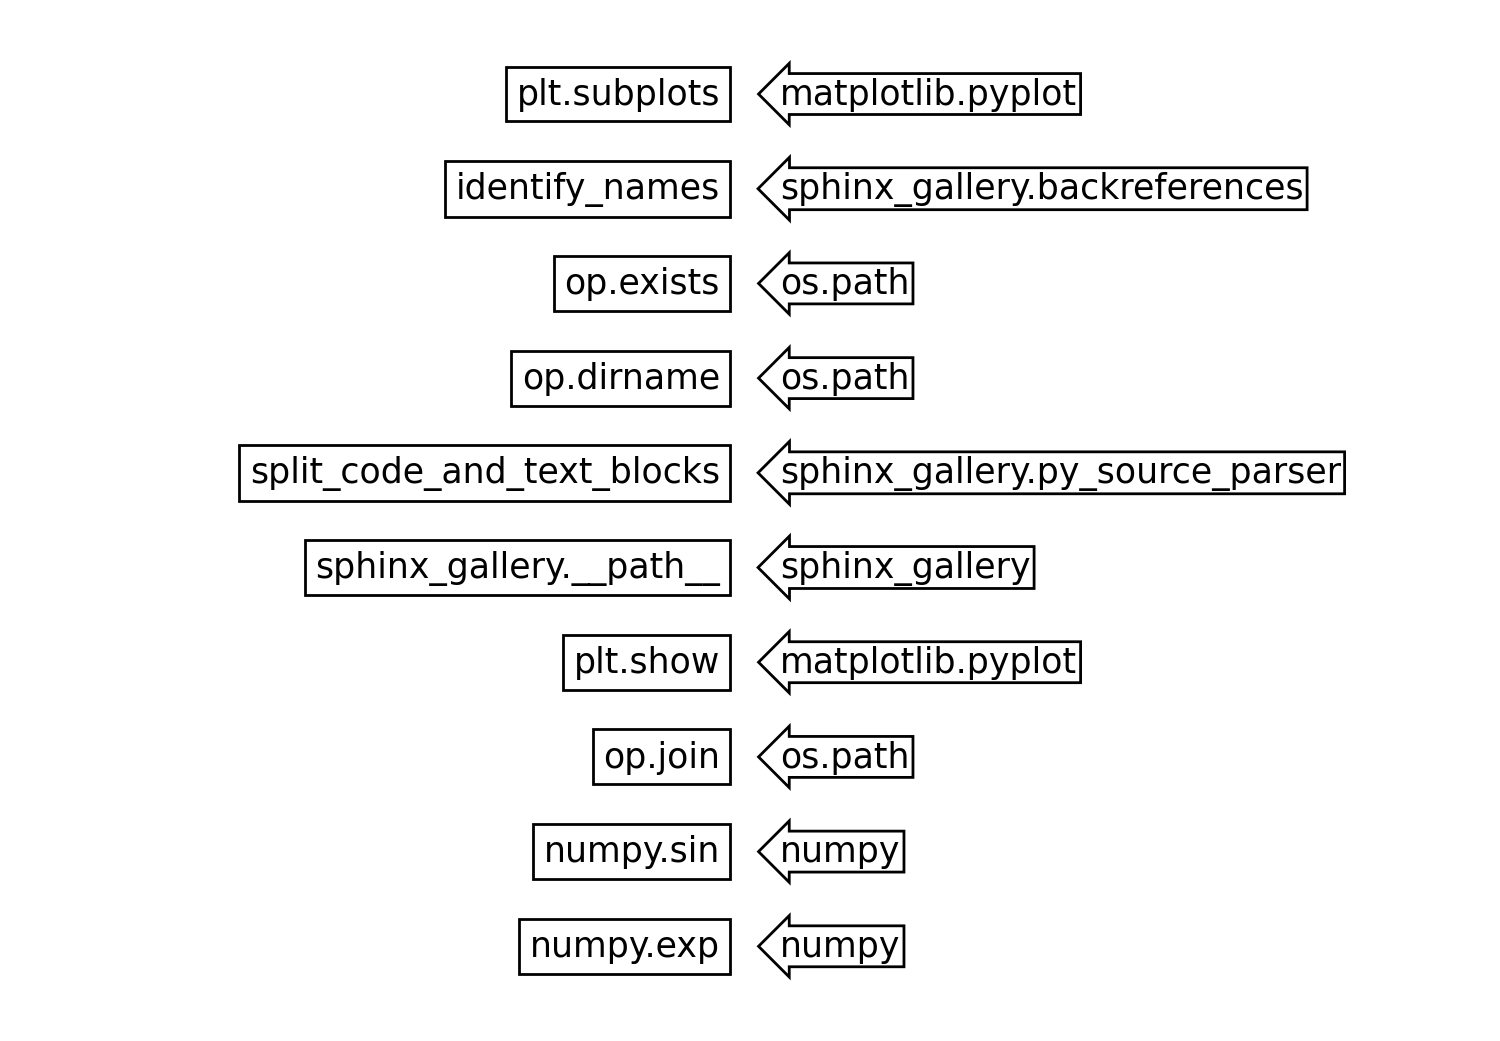 plt.subplots matplotlib.pyplot
identify_names sphinx_gallery.backreferences
op.exists os.path
op.dirname os.path
split_code_and_text_blocks sphinx_gallery.py_source_parser
sphinx_gallery.__path__ sphinx_gallery
plt.show matplotlib.pyplot
op.join os.path
numpy.sin numpy
numpy.exp numpy